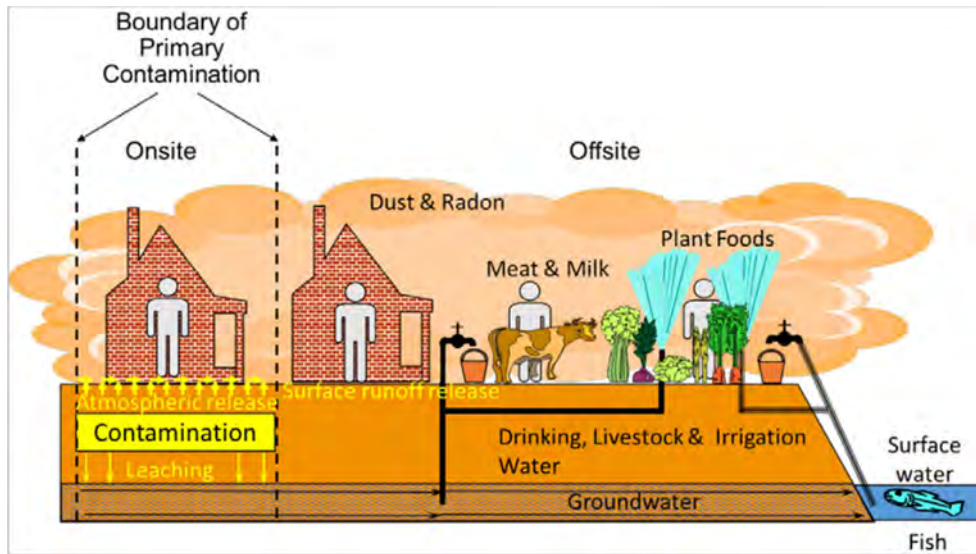 Boundary of
Primary
Contamination
Onsite
Offsite
Dust & Radon
Plant Foods
Meat & Milk
Atmospheric release
Surface runoff release
Contamination
Leaching
Drinking, Livestock & Irrigation
Water
Surface
water
Groundwater
Fish